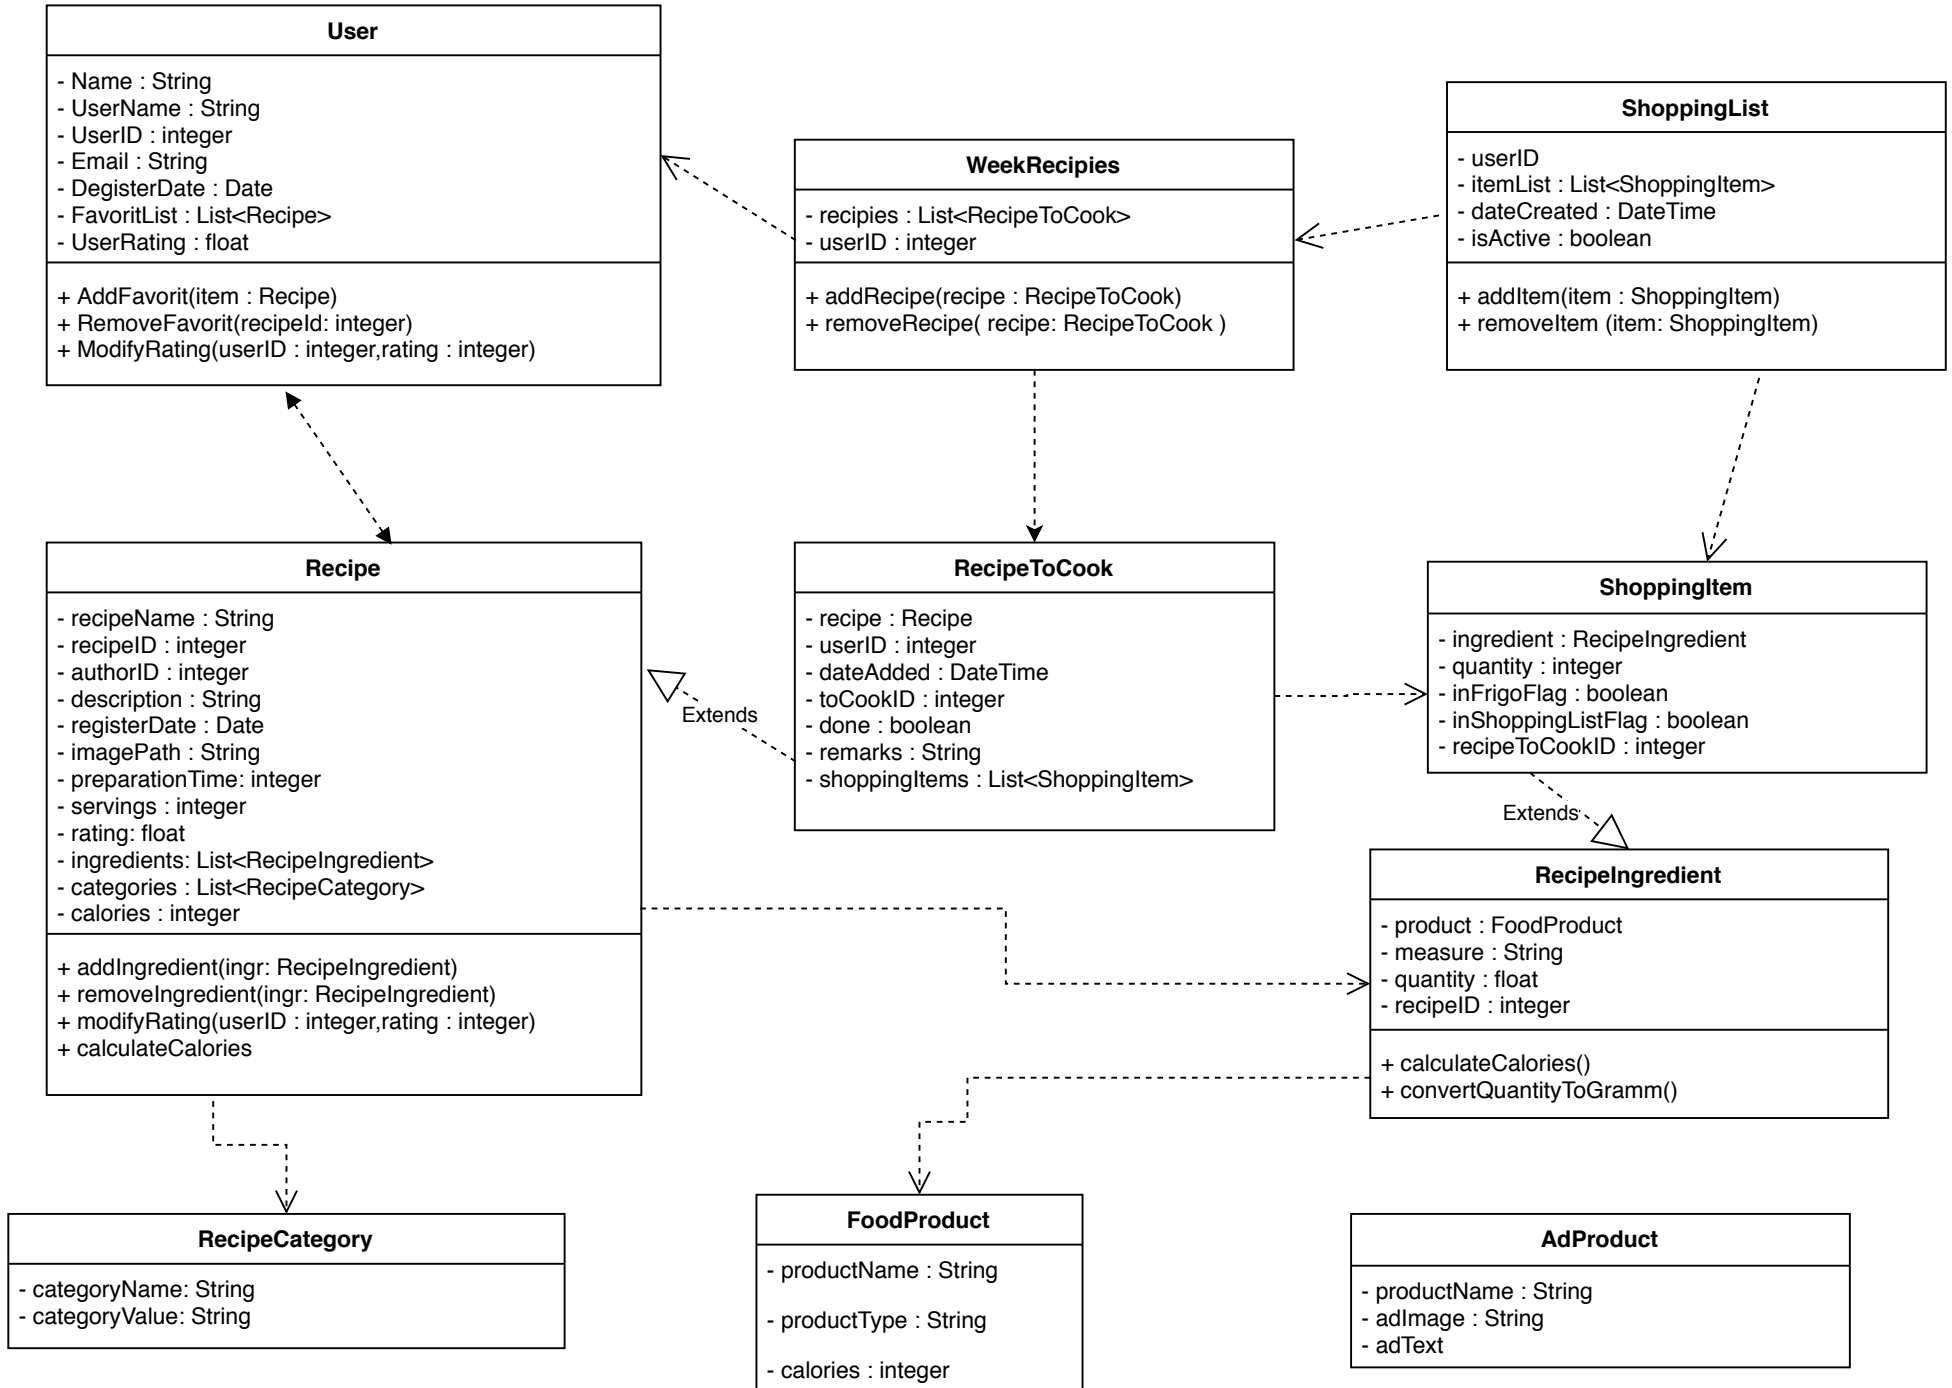 User
- Name : String
- UserName : String
- UserID : integer
- Email : String
- DegisterDate : Date
- FavoritList : List<Recipe>
- UserRating : float
+ AddFavorit(item : Recipe)
+ RemoveFavorit(recipeId: integer)
+ ModifyRating(userID : integer,rating : integer)
WeekRecipies
- recipies : List<RecipeToCook>
- userID : integer
+ addRecipe(recipe : RecipeToCook)
+ removeRecipe( recipe: RecipeToCook )
ShoppingList
- userID
- itemList : List<ShoppingItem>
- dateCreated : DateTime
- isActive : boolean
+ addItem(item : ShoppingItem)
+ removeItem (item: ShoppingItem)
Recipe
- recipeName : String
- recipeID : integer
- authorID : integer
- description : String
- registerDate : Date
- imagePath : String
- preparationTime: integer
- servings : integer
- rating: float
- ingredients: List<RecipeIngredient>
- categories : List<RecipeCategory>
- calories : integer
+ addIngredient(ingr: RecipeIngredient)
+ removeIngredient(ingr: RecipeIngredient)
+ modifyRating(userID : integer,rating : integer)
+ calculateCalories
Extends
RecipeToCook
- recipe : Recipe
- userID : integer
- dateAdded : DateTime
- toCookID : integer
- done : boolean
- remarks : String
- shoppingItems : List<ShoppingItem>
ShoppingItem
- ingredient : RecipeIngredient
- quantity : integer
- inFrigoFlag : boolean
- inShoppingListFlag : boolean
- recipeToCookID : integer
Extends
RecipeIngredient
- product : FoodProduct
- measure : String
- quantity : float
- recipeID : integer
+ calculateCalories()
+ convertQuantityToGramm()
RecipeCategory
- categoryName: String
- categoryValue: String
FoodProduct
- productName : String
- productType : String
- calories : integer
AdProduct
- productName : String
- adImage : String
- adText